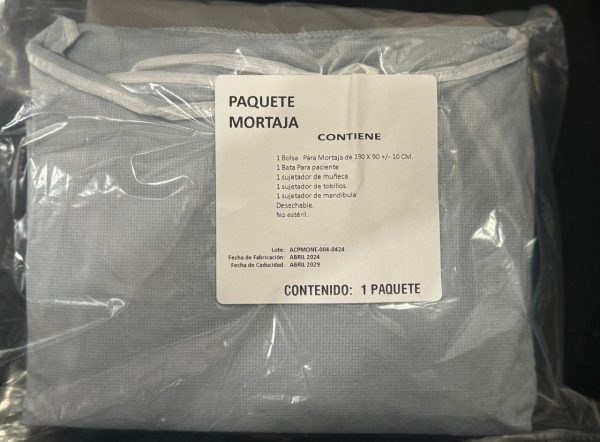 PAQUETE
MORTAJA
CONTIENE
1 Bolsa Para Mortaja de 190 X 90 +/- 10 CM.
1 Bata Para paciente
1 sujetador de muñeca
1 sujetador de tobillos
1 sujetador de mandibula
Desechable.
No estéril.
Lote: ACPMONE-004-0424
Fecha de Fabricación: ABRIL 2024
Fecha de Caducidad: ABRIL 2029
CONTENIDO: 1 PAQUETE